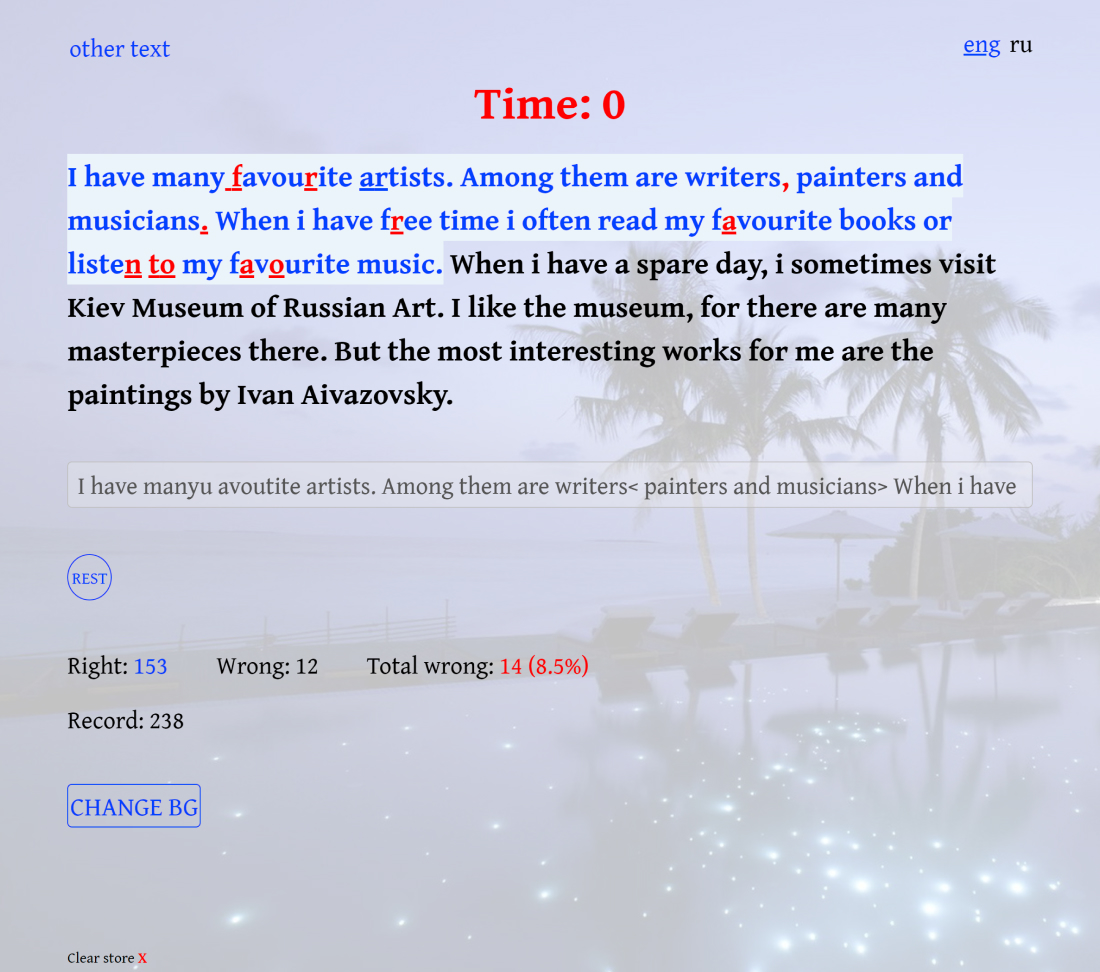 other text
eng ru
Time: 0
I have many favourite artists. Among them are writers, painters and
musicians. When i have free time i often read my favourite books or
listen to my favourite music. When i have a spare day, i sometimes visit
Kiev Museum of Russian Art. I like the museum, for there are many
masterpieces there. But the most interesting works for me are the
paintings by Ivan Aivazovsky.
I have manyu avoutite artists. Among them are writers< painters and musicians> When i have
REST
Right: 153 Wrong: 12 Total wrong: 14 (8.5%)
Record: 238
CHANGE BG
Clear store X